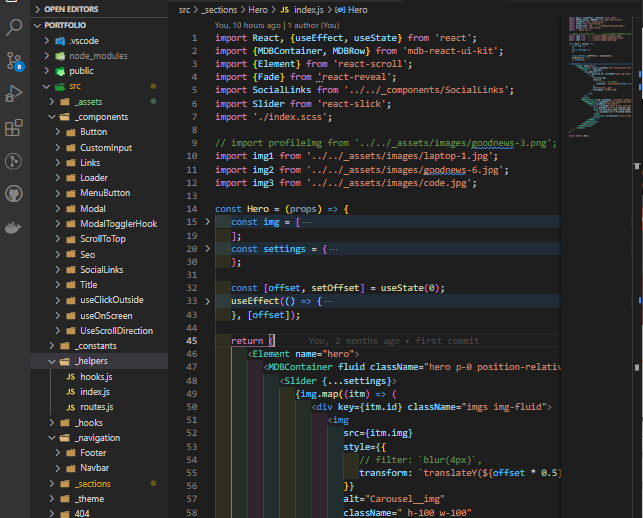 OPEN EDITORS
PORTFOLIO
.vscode
node_modules
public
src
_assets
_components
Button
CustomInput
Links
Loader
MenuButton
Modal
ModalTogglerHook
ScrollToTop
Seo
SocialLinks
Title
useClickOutside
useOnScreen
UseScrollDirection
_constants
_helpers
hooks.js
index.js
routes.js
_hooks
_navigation
Footer
Navbar
_sections
_theme
404
8
src > _sections > Hero > index.js > Hero
You, 10 hours ago | 1 author (You)
1 import React, {useEffect, useState} from 'react';
2 import {MDBContainer, MDBRow} from 'mdb-react-ui-kit';
3 import {Element} from 'react-scroll';
4 import {Fade} from 'react-reveal';
5 import SocialLinks from '../../_components/SocialLinks';
6 import Slider from 'react-slick';
7 import './index.scss';
8
9 // import profileImg from '../../_assets/images/goodnews-3.png';
10 import img1 from '../../_assets/images/laptop-1.jpg';
11 import img2 from '../../_assets/images/goodnews-6.jpg';
12 import img3 from '../../_assets/images/code.jpg';
13
14 const Hero = (props) => {
15 const img = [ ...
19 ];
20 const settings = { ...
30 };
31
32 const [offset, setOffset] = useState(0);
33 useEffect(() => { ...
43 }, [offset]);
44
45 return ( You, 2 months ago • first commit
46 <Element name="hero">
47 <MDBContainer fluid className="hero p-0 position-relativ
48 <Slider {...settings}>
49 {img.map((itm) => (
50 <div key={itm.id} className="imgs img-fluid">
51 <img
52 src={itm.img}
53 style={{
54 // filter: `blur(4px)`,
55 transform: `translateY(${offset * 0.5}
56 }}
57 alt="Carousel__img"
58 className=" h-100 w-100"